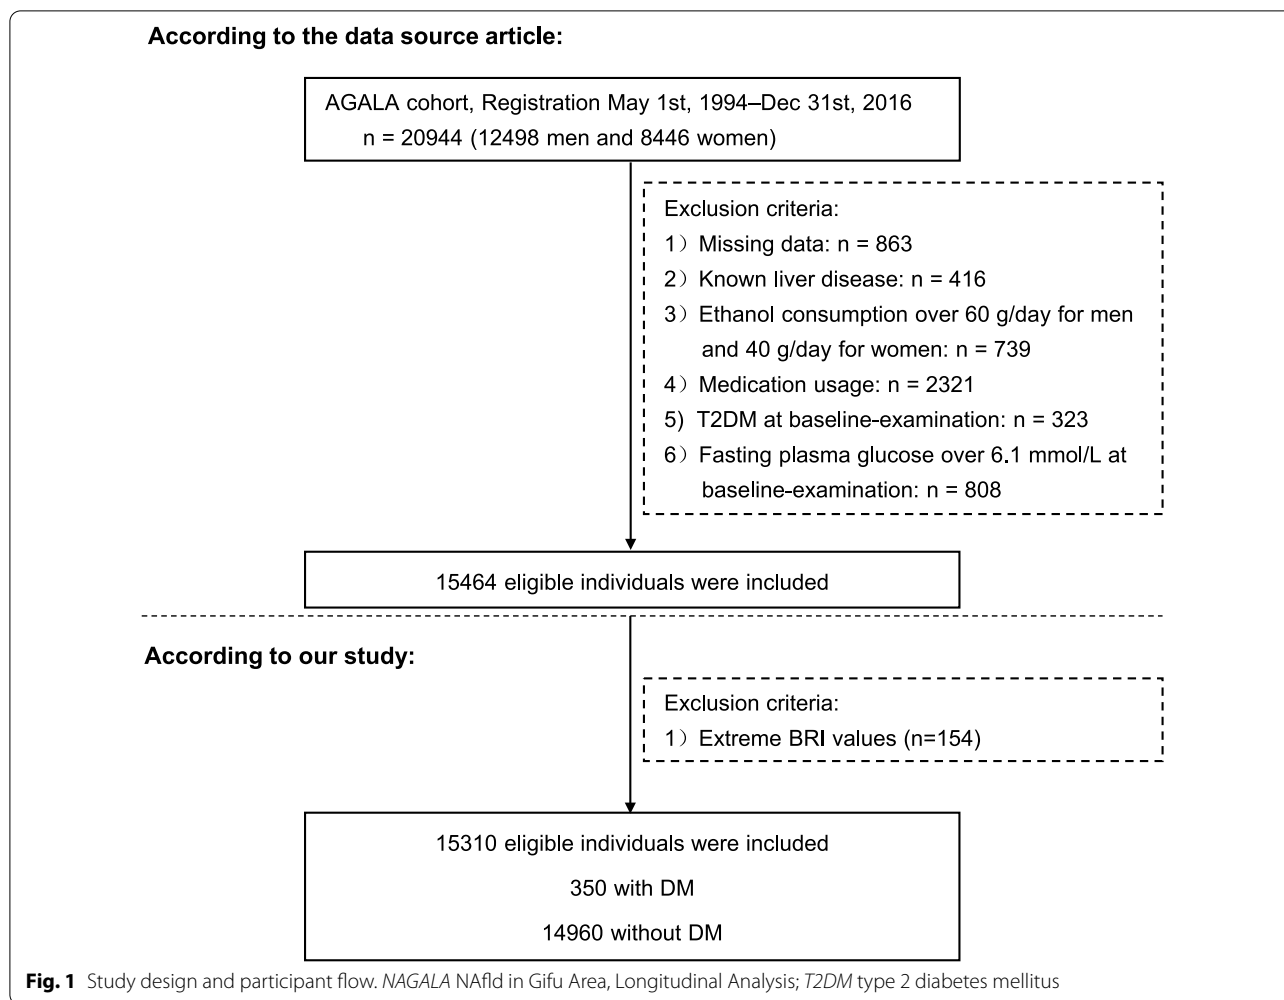 According to the data source article:
AGALA cohort, Registration May 1st, 1994–Dec 31st, 2016
n = 20944 (12498 men and 8446 women)
Exclusion criteria:
1）Missing data: n = 863
2）Known liver disease: n = 416
3）Ethanol consumption over 60 g/day for men
and 40 g/day for women: n = 739
4）Medication usage: n = 2321
5) T2DM at baseline-examination: n = 323
6）Fasting plasma glucose over 6.1 mmol/L at
baseline-examination: n = 808
15464 eligible individuals were included
According to our study:
Exclusion criteria:
1）Extreme BRI values (n=154)
15310 eligible individuals were included
350 with DM
14960 without DM
Fig. 1 Study design and participant flow. NAGALA NAfld in Gifu Area, Longitudinal Analysis; T2DM type 2 diabetes mellitus